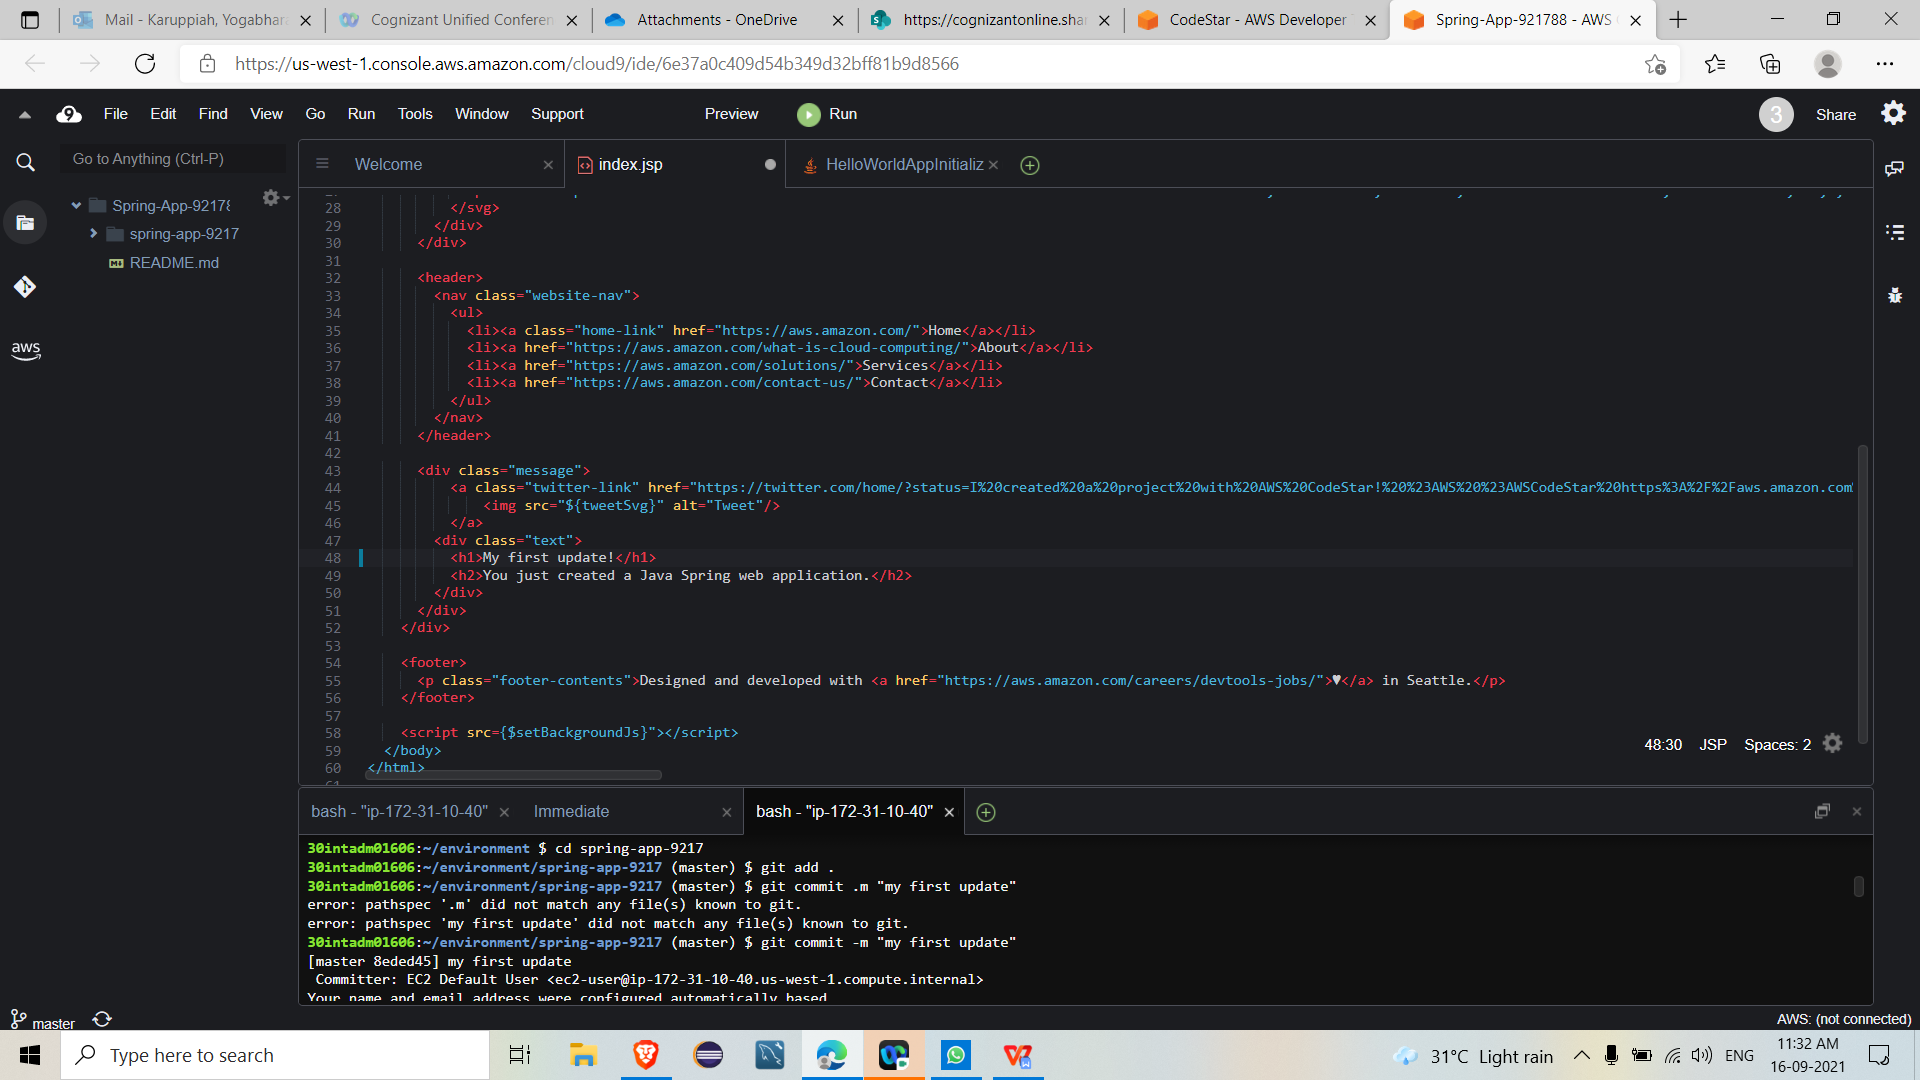 Mail - Karuppiah, Yogabhara
Cognizant Unified Conferen
Attachments - OneDrive
https://cognizantonline.shar
CodeStar - AWS Developer
Spring-App-921788 - AWS
https://us-west-1.console.aws.amazon.com/cloud9/ide/6e37a0c409d54b349d32bff81b9d8566
9 File Edit Find View Go Run Tools Window Support Preview Run 3 Share
Go to Anything (Ctrl-P)
Welcome
index.jsp
HelloWorldAppInitializ
Spring-App-92178
spring-app-9217
README.md
aws
28 </svg>
29 </div>
30 </div>
31
32 <header>
33 <nav class="website-nav">
34 <ul>
35 <li><a class="home-link" href="https://aws.amazon.com/">Home</a></li>
36 <li><a href="https://aws.amazon.com/what-is-cloud-computing/">About</a></li>
37 <li><a href="https://aws.amazon.com/solutions/">Services</a></li>
38 <li><a href="https://aws.amazon.com/contact-us/">Contact</a></li>
39 </ul>
40 </nav>
41 </header>
42
43 <div class="message">
44 <a class="twitter-link" href="https://twitter.com/home/?status=I%20created%20a%20project%20with%20AWS%20CodeStar!%20%23AWS%20%23AWSCodeStar%20https%3A%2F%2Faws.amazon.com
45 <img src="${tweetSvg}" alt="Tweet"/>
46 </a>
47 <div class="text">
48 <h1>My first update!</h1>
49 <h2>You just created a Java Spring web application.</h2>
50 </div>
51 </div>
52 </div>
53
54 <footer>
55 <p class="footer-contents">Designed and developed with <a href="https://aws.amazon.com/careers/devtools-jobs/">♥</a> in Seattle.</p>
56 </footer>
57
58 <script src={$setBackgroundJs}"></script>
59 </body>
60 </html>
48:30 JSP Spaces: 2
bash - "ip-172-31-10-40"
Immediate
bash - "ip-172-31-10-40"
30intadm01606:~/environment $ cd spring-app-9217
30intadm01606:~/environment/spring-app-9217 (master) $ git add .
30intadm01606:~/environment/spring-app-9217 (master) $ git commit .m "my first update"
error: pathspec '.m' did not match any file(s) known to git.
error: pathspec 'my first update' did not match any file(s) known to git.
30intadm01606:~/environment/spring-app-9217 (master) $ git commit -m "my first update"
[master 8eded45] my first update
Committer: EC2 Default User <ec2-user@ip-172-31-10-40.us-west-1.compute.internal>
Your name and email address were configured automatically based
master
AWS: (not connected)
Type here to search
31°C Light rain
ENG
11:32 AM
16-09-2021